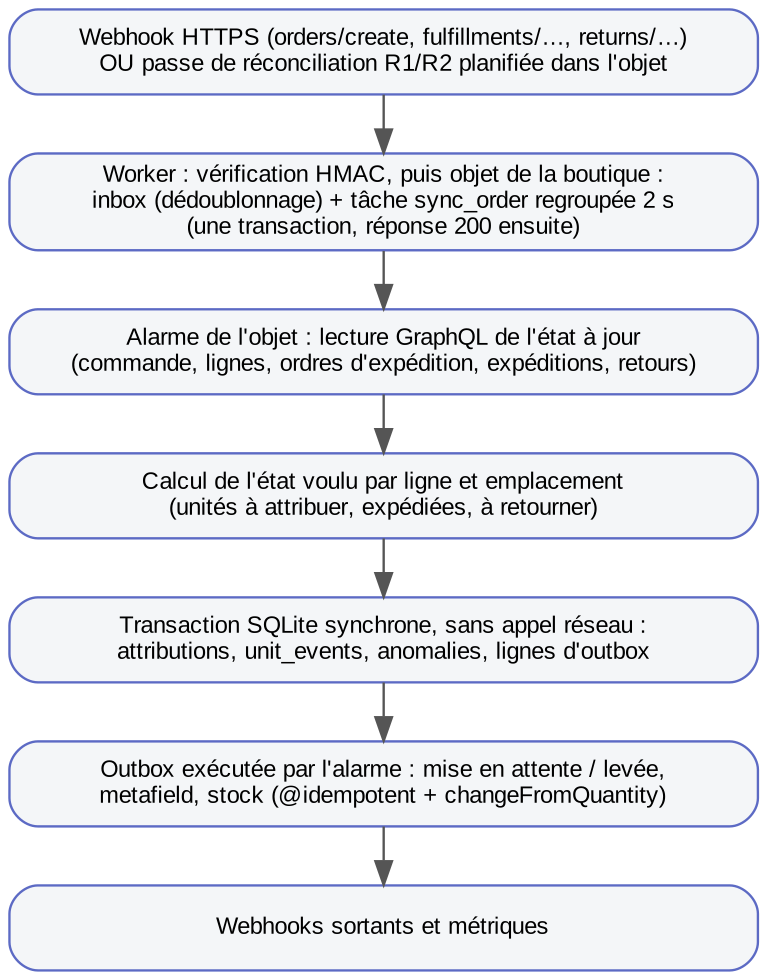 Webhook HTTPS (orders/create, fulfillments/…, returns/…)
OU passe de réconciliation R1/R2 planifiée dans l'objet
Worker : vérification HMAC, puis objet de la boutique :
inbox (dédoublonnage) + tâche sync_order regroupée 2 s
(une transaction, réponse 200 ensuite)
Alarme de l'objet : lecture GraphQL de l'état à jour
(commande, lignes, ordres d'expédition, expéditions, retours)
Calcul de l'état voulu par ligne et emplacement
(unités à attribuer, expédiées, à retourner)
Transaction SQLite synchrone, sans appel réseau :
attributions, unit_events, anomalies, lignes d'outbox
Outbox exécutée par l'alarme : mise en attente / levée,
metafield, stock (@idempotent + changeFromQuantity)
Webhooks sortants et métriques